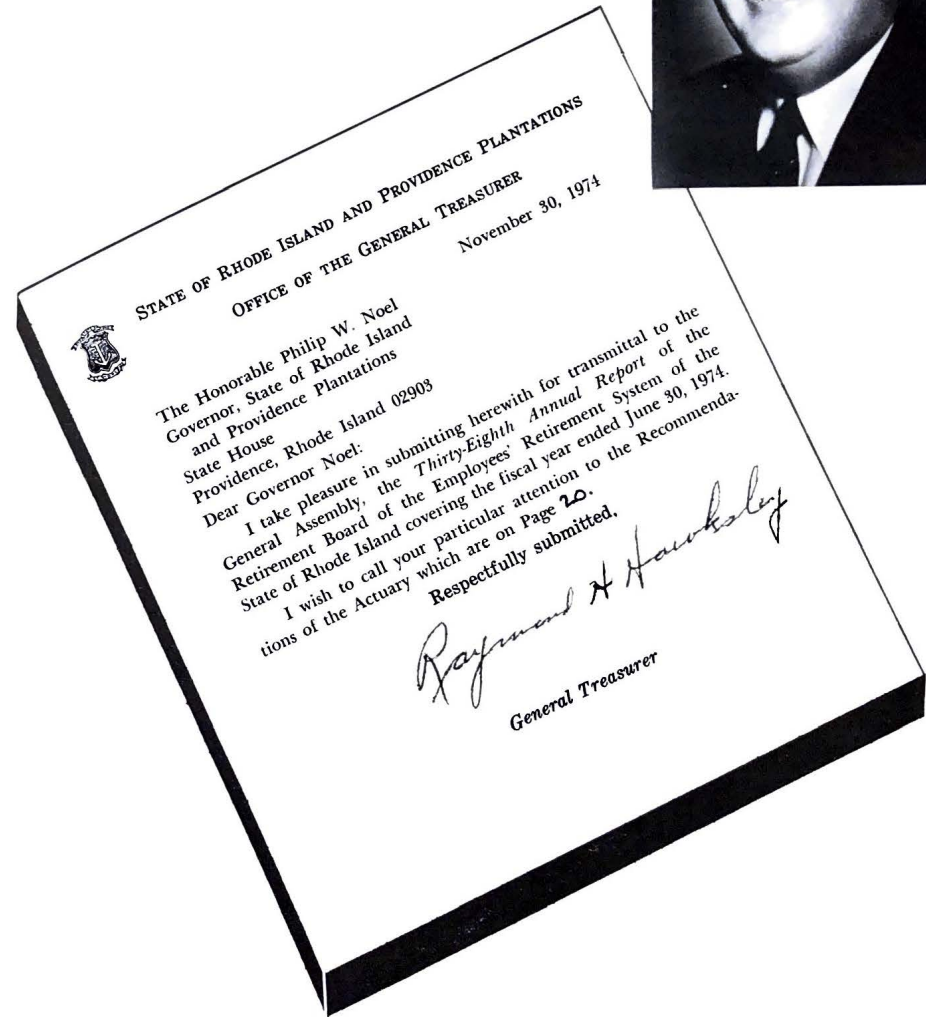 STATE OF RHODE ISLAND AND PROVIDENCE PLANTATIONS
OFFICE OF THE GENERAL TREASURER
November 30, 1974
The Honorable Philip W. Noel
Governor, State of Rhode Island
and Providence Plantations
State House
Providence, Rhode Island 02903
Dear Governor Noel:
I take pleasure in submitting herewith for transmittal to the
General Assembly, the Thirty-Eighth Annual Report of the
Retirement Board of the Employees' Retirement System of the
State of Rhode Island covering the fiscal year ended June 30, 1974.
I wish to call your particular attention to the Recommenda-
tions of the Actuary which are on Page 20.
Respectfully submitted,
Raymond H Hawksley
General Treasurer